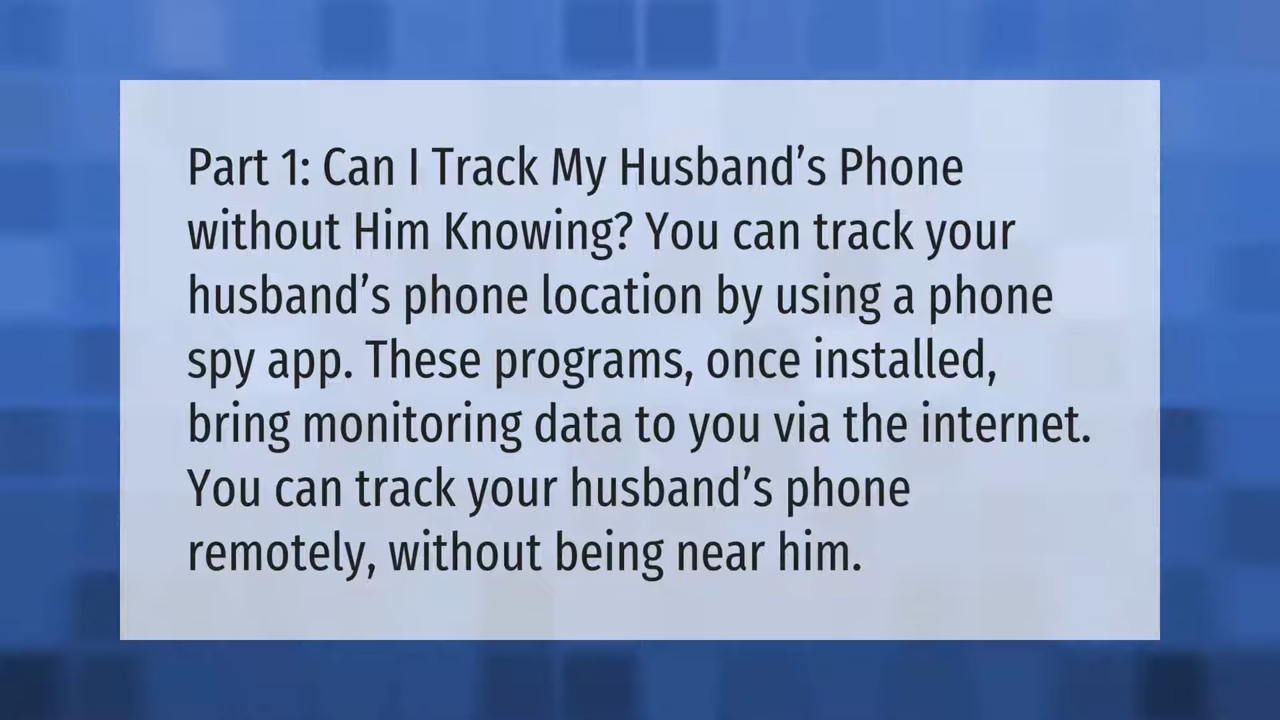 Part 1: Can I Track My Husband’s Phone
without Him Knowing? You can track your
husband’s phone location by using a phone
spy app. These programs, once installed,
bring monitoring data to you via the internet.
You can track your husband’s phone
remotely, without being near him.